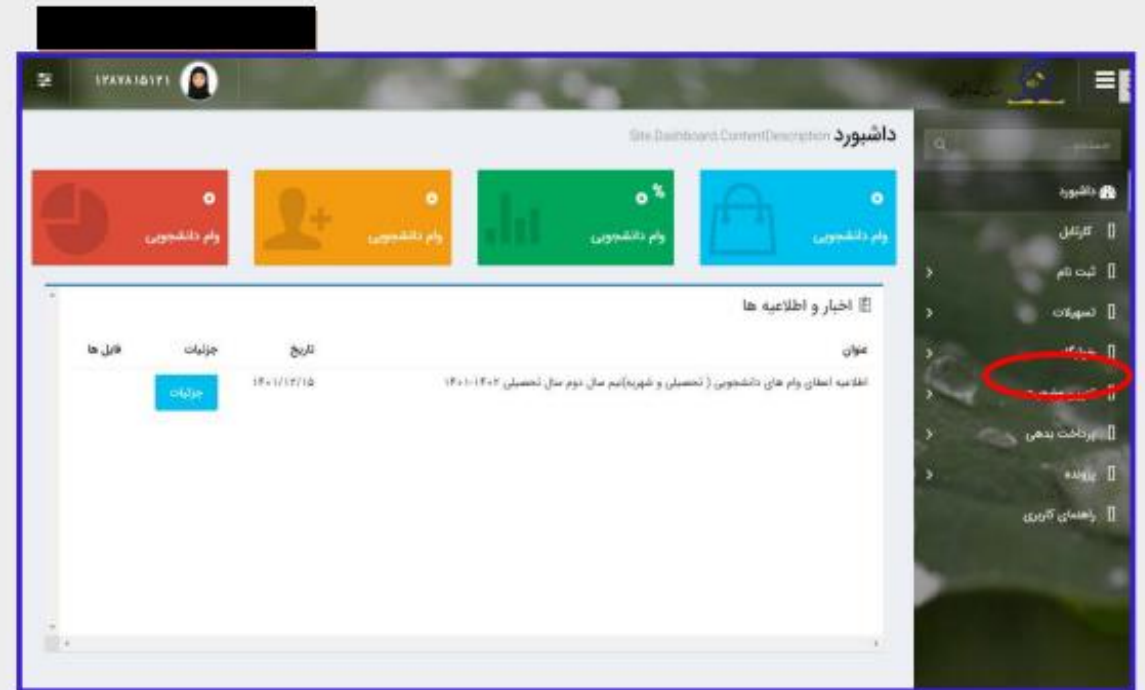 ۱۲۸۷۸۱۵۱۲۱
داشبورد Site.Dashboard.ContentDescription
جستجو...
داشبورد
کارتابل
ثبت نام
تسهیلات
خوابگاه
پرداخت بدهی
پرونده
راهنمای کاربری
۰
وام دانشجویی
۰%
وام دانشجویی
۰
وام دانشجویی
۰
وام دانشجویی
اخبار و اطلاعیه ها
عنوان تاریخ جزئیات فایل ها
اطلاعیه اعطای وام های دانشجویی ( تحصیلی و شهریه)نیم سال دوم سال تحصیلی ۱۴۰۲-۱۴۰۱ ۱۴۰۱/۱۲/۱۵ جزئیات